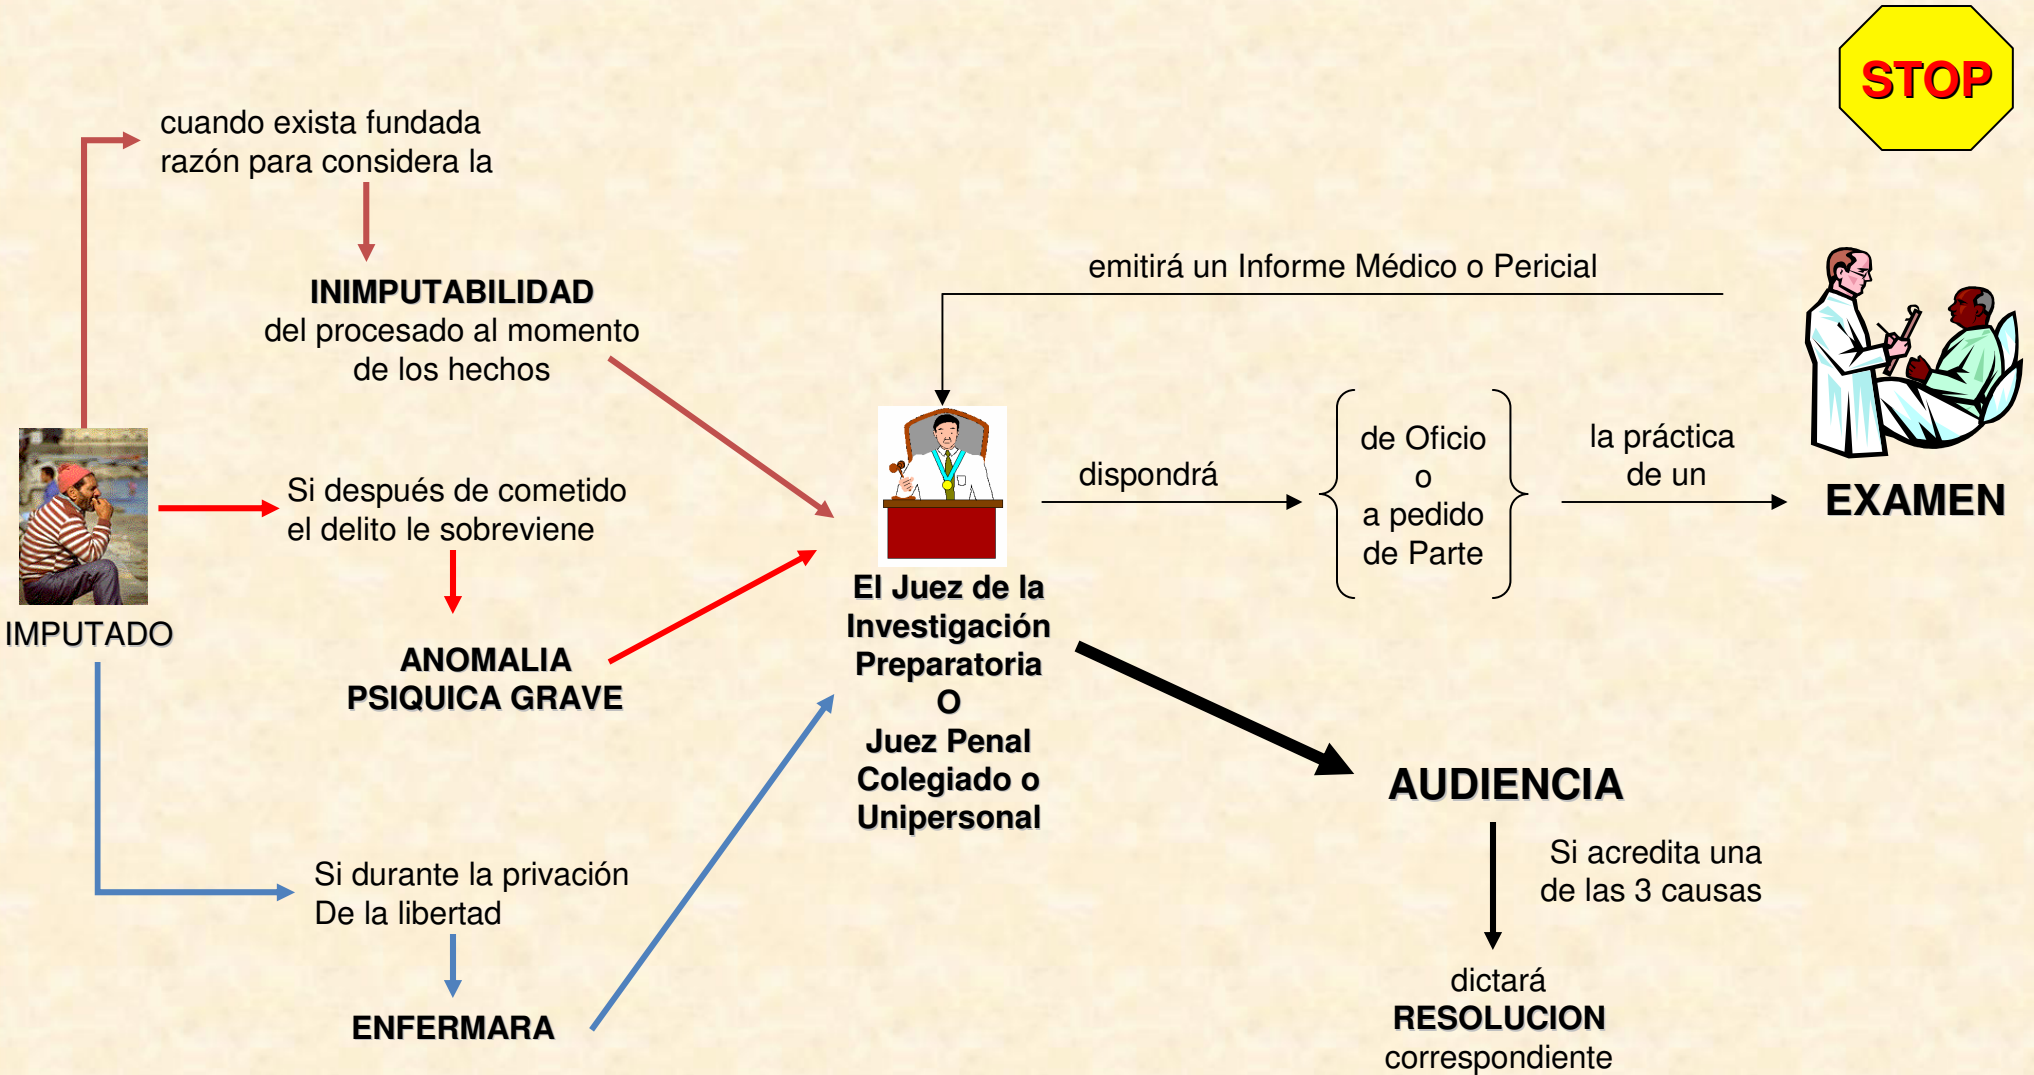 STOP
cuando exista fundada
razón para considera la
INIMPUTABILIDAD
del procesado al momento
de los hechos
emitirá un Informe Médico o Pericial
IMPUTADO
Si después de cometido
el delito le sobreviene
ANOMALIA
PSIQUICA GRAVE
Si durante la privación
De la libertad
ENFERMARA
El Juez de la
Investigación
Preparatoria
O
Juez Penal
Colegiado o
Unipersonal
dispondrá
de Oficio
o
a pedido
de Parte
la práctica
de un
EXAMEN
AUDIENCIA
Si acredita una
de las 3 causas
dictará
RESOLUCION
correspondiente